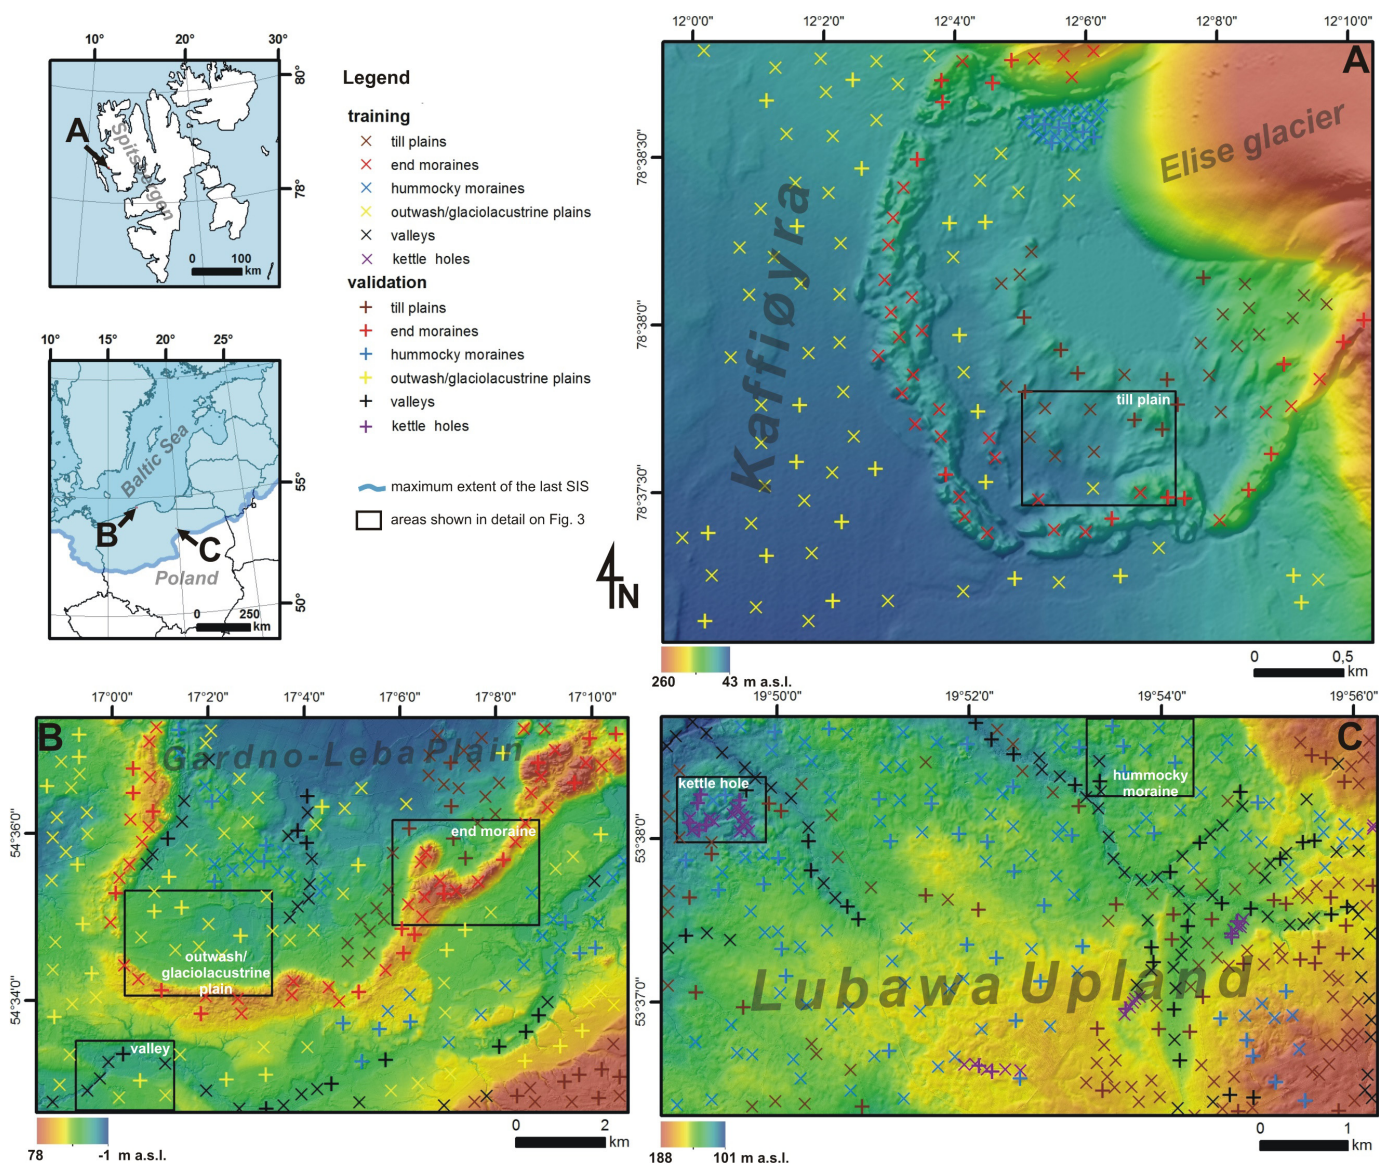 10° 20° 30°
80°
78°
A
Spitsbergen
0 100
km
10° 15° 20° 25°
55°
50°
Baltic Sea
B
C
Poland
0 250
km
Legend
training
till plains
end moraines
hummocky moraines
outwash/glaciolacustrine plains
valleys
kettle holes
validation
till plains
end moraines
hummocky moraines
outwash/glaciolacustrine plains
valleys
kettle holes
maximum extent of the last SIS
areas shown in detail on Fig. 3
N
12°0'0" 12°2'0" 12°4'0" 12°6'0" 12°8'0" 12°10'0"
A
78°38'30"
78°38'0"
78°37'30"
Elise glacier
Kaffiøyra
till plain
260 43 m a.s.l.
0 0,5
km
17°0'0" 17°2'0" 17°4'0" 17°6'0" 17°8'0" 17°10'0"
B
54°36'0"
54°34'0"
Gardno-Leba Plain
end moraine
outwash/
glaciolacustrine
plain
valley
78 -1 m a.s.l.
0 2
km
19°50'0" 19°52'0" 19°54'0" 19°56'0"
C
53°38'0"
53°37'0"
kettle hole
hummocky
moraine
Lubawa Upland
188 101 m a.s.l.
0 1
km